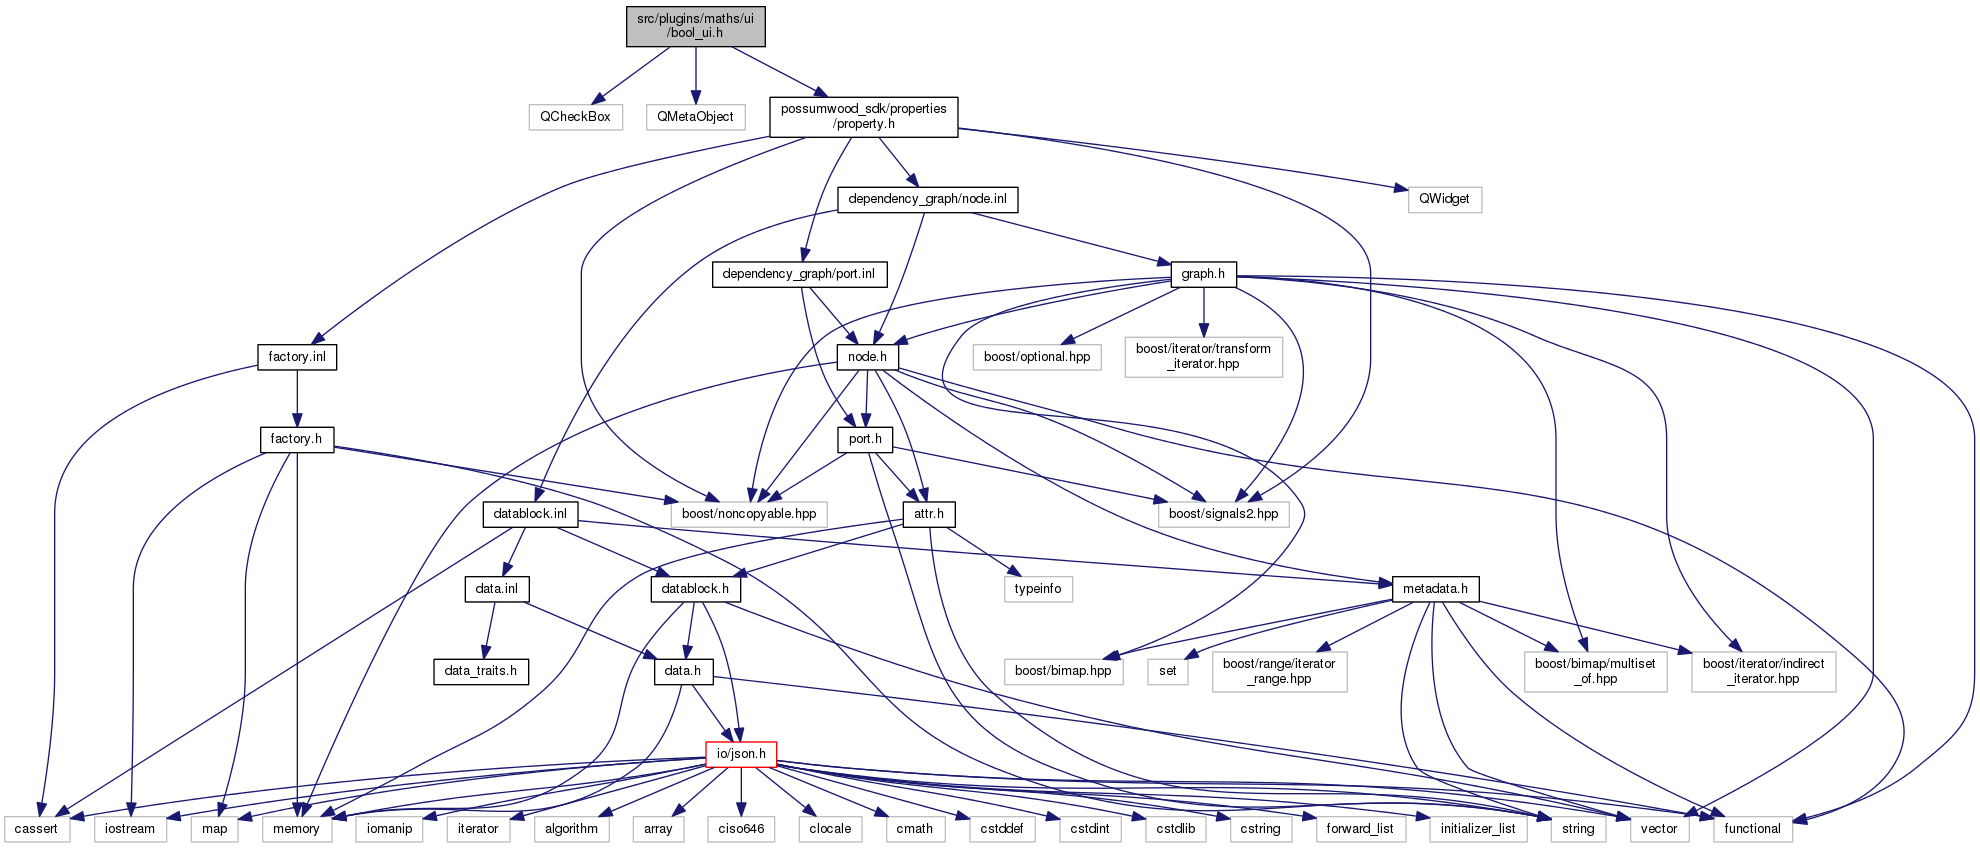 src/plugins/maths/ui
/bool_ui.h
QCheckBox
QMetaObject
possumwood_sdk/properties
/property.h
dependency_graph/node.inl
QWidget
dependency_graph/port.inl
graph.h
factory.inl
node.h
boost/optional.hpp
boost/iterator/transform
_iterator.hpp
factory.h
port.h
datablock.inl
boost/noncopyable.hpp
attr.h
boost/signals2.hpp
data.inl
datablock.h
typeinfo
metadata.h
data_traits.h
data.h
boost/bimap.hpp
set
boost/range/iterator
_range.hpp
boost/bimap/multiset
_of.hpp
boost/iterator/indirect
_iterator.hpp
io/json.h
cassert
iostream
map
memory
iomanip
iterator
algorithm
array
ciso646
clocale
cmath
cstddef
cstdint
cstdlib
cstring
forward_list
initializer_list
string
vector
functional